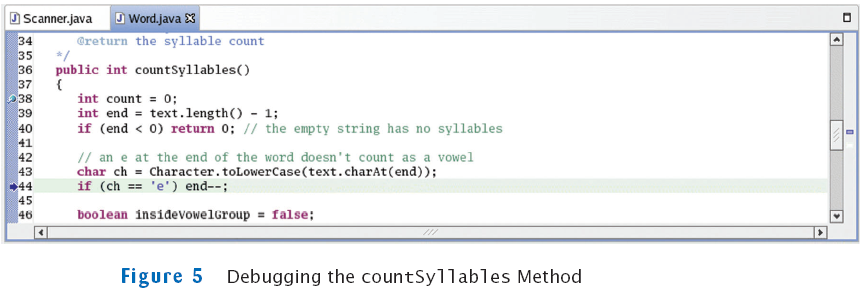 Scanner.java Word.java
34 @return the syllable count
35 */
36 public int countSyllables()
37 {
38 int count = 0;
39 int end = text.length() - 1;
40 if (end < 0) return 0; // the empty string has no syllables
41
42 // an e at the end of the word doesn't count as a vowel
43 char ch = Character.toLowerCase(text.charAt(end));
44 if (ch == 'e') end--;
45
46 boolean insideVowelGroup = false;
Figure 5 Debugging the countSyllables Method